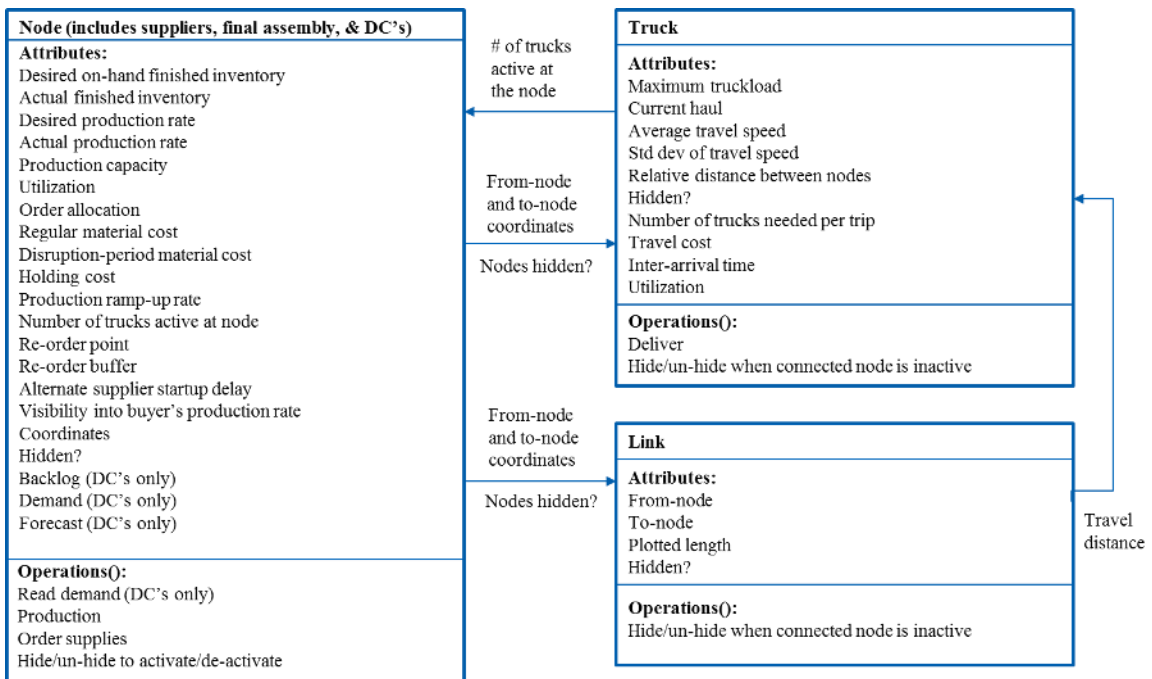 Node (includes suppliers, final assembly, & DC's)
Attributes:
Desired on-hand finished inventory
Actual finished inventory
Desired production rate
Actual production rate
Production capacity
Utilization
Order allocation
Regular material cost
Disruption-period material cost
Holding cost
Production ramp-up rate
Number of trucks active at node
Re-order point
Re-order buffer
Alternate supplier startup delay
Visibility into buyer's production rate
Coordinates
Hidden?
Backlog (DC's only)
Demand (DC's only)
Forecast (DC's only)
Operations():
Read demand (DC's only)
Production
Order supplies
Hide/un-hide to activate/de-activate
# of trucks
active at
the node
From-node
and to-node
coordinates
Nodes hidden?
From-node
and to-node
coordinates
Nodes hidden?
Truck
Attributes:
Maximum truckload
Current haul
Average travel speed
Std dev of travel speed
Relative distance between nodes
Hidden?
Number of trucks needed per trip
Travel cost
Inter-arrival time
Utilization
Operations():
Deliver
Hide/un-hide when connected node is inactive
Link
Attributes:
From-node
To-node
Plotted length
Hidden?
Operations():
Hide/un-hide when connected node is inactive
Travel
distance